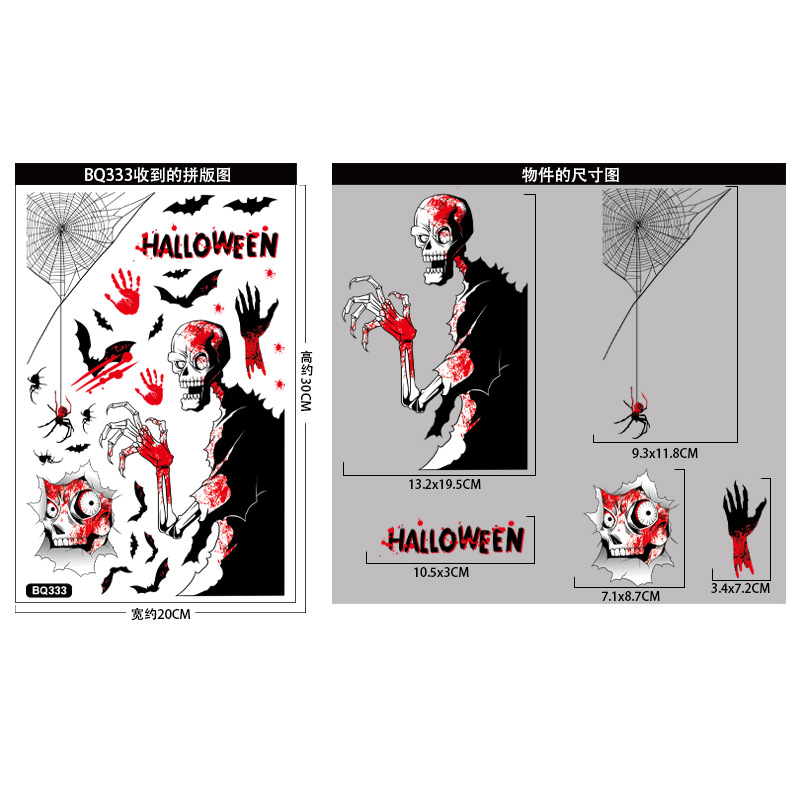 BQ333收到的拼版图
HALLOWEEN
高约30CM
BQ333
宽约20CM
物件的尺寸图
13.2x19.5CM
9.3x11.8CM
HALLOWEEN
10.5x3CM
7.1x8.7CM
3.4x7.2CM